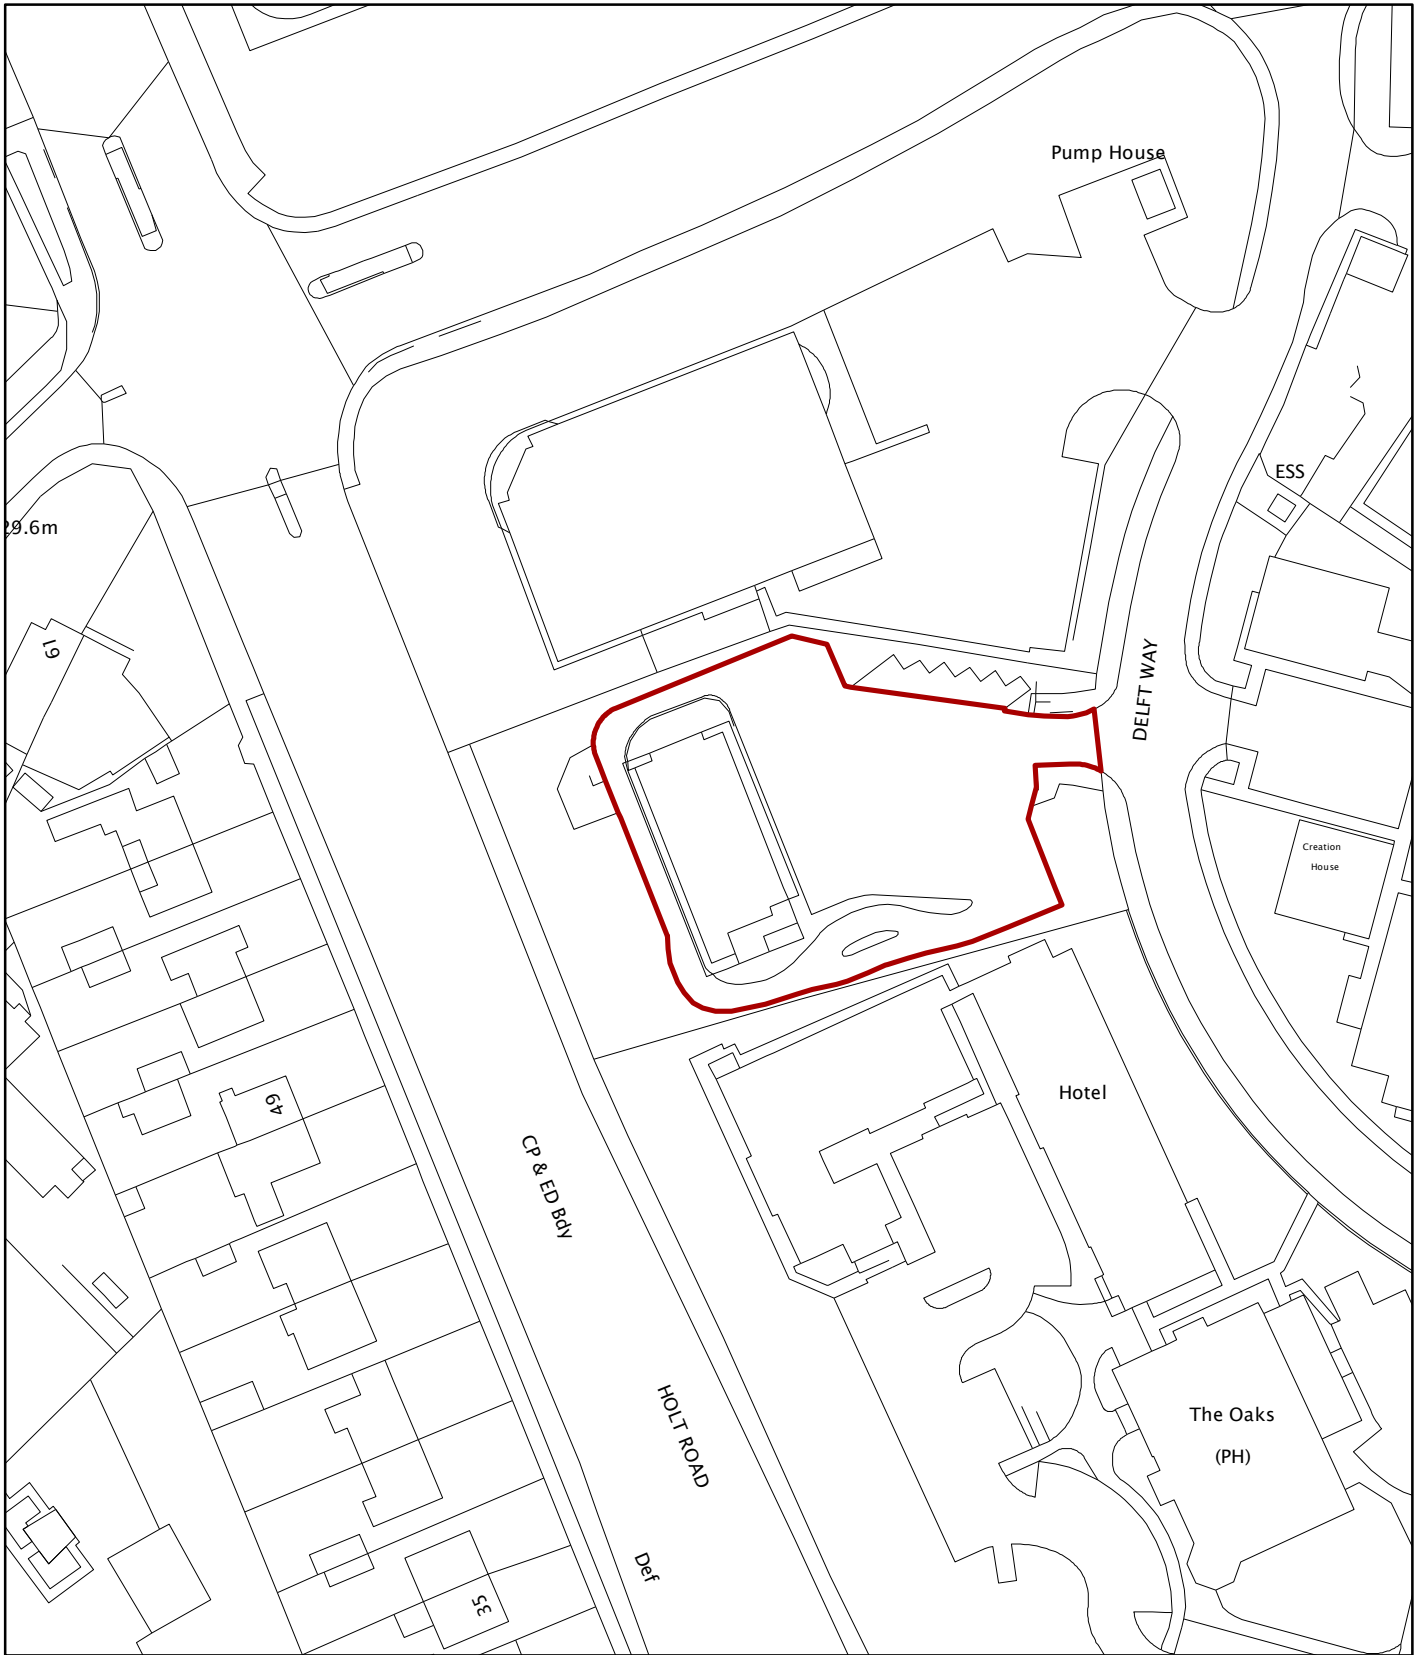 Pump House
ESS
29.6m
61
DELFT WAY
Creation
House
Hotel
49
CP & ED Bdy
HOLT ROAD
The Oaks
(PH)
Def
35